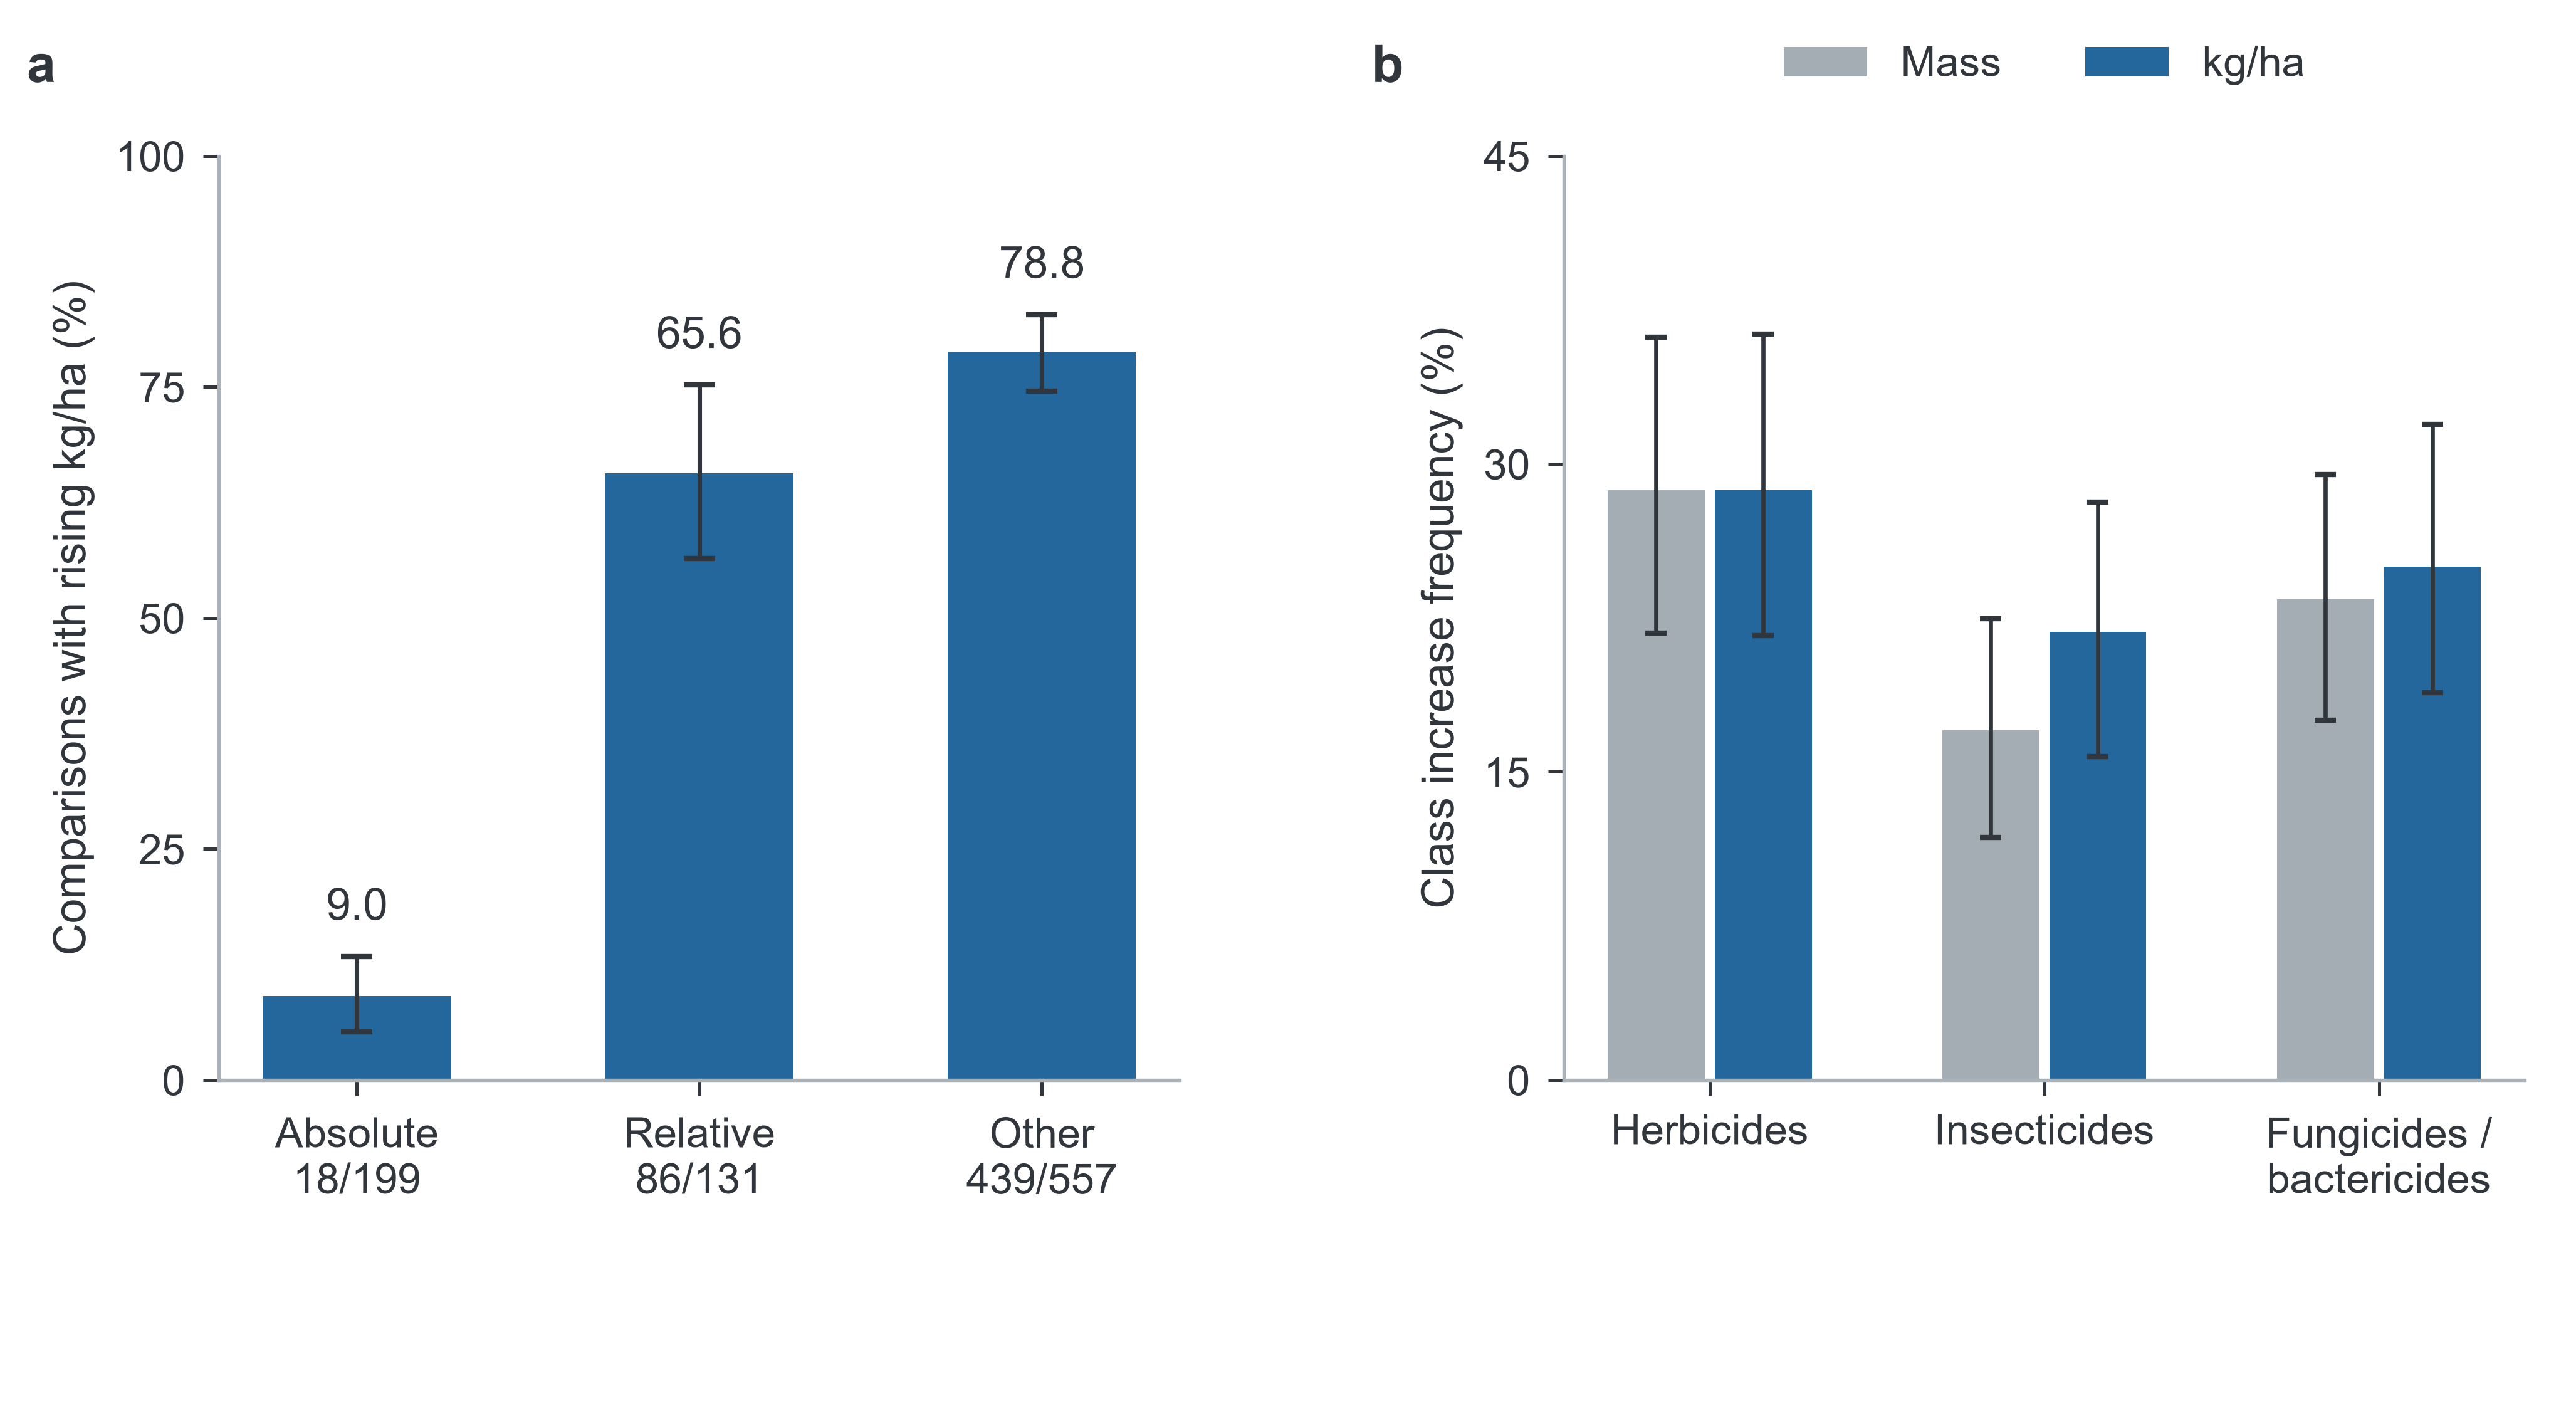 a
Comparisons with rising kg/ha (%)
100
75
50
25
0
9.0
65.6
78.8
Absolute
18/199
Relative
86/131
Other
439/557
b
Mass
kg/ha
Class increase frequency (%)
45
30
15
0
Herbicides
Insecticides
Fungicides /
bactericides